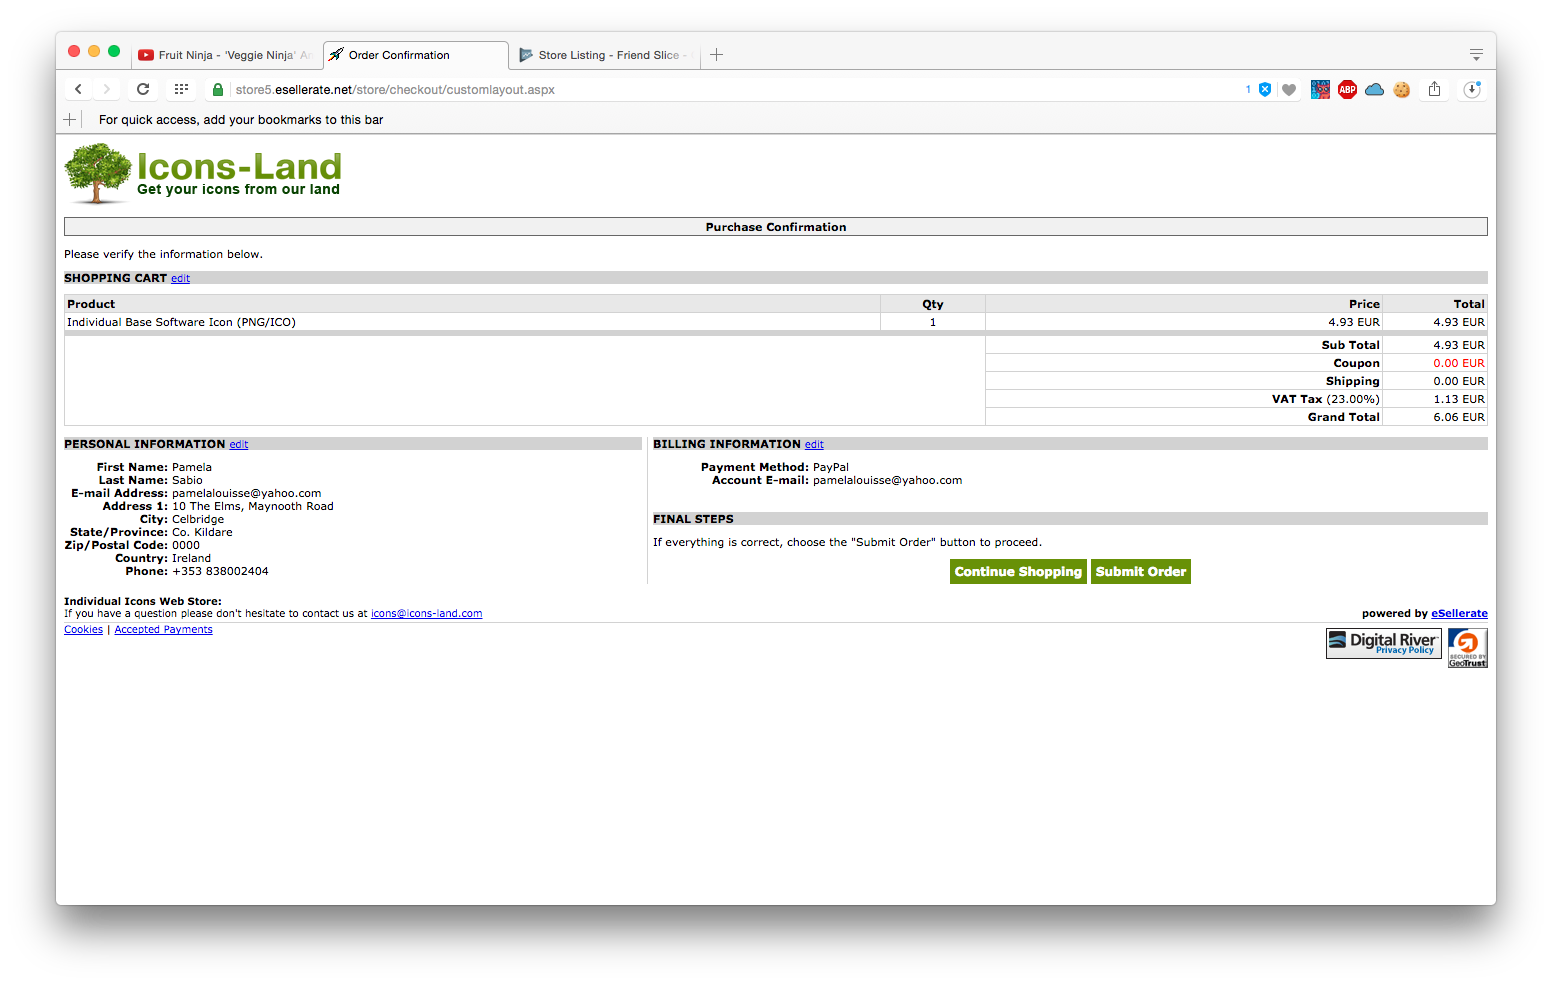 Fruit Ninja - 'Veggie Ninja' An
Order Confirmation
Store Listing - Friend Slice -
store5.esellerate.net/store/checkout/customlayout.aspx
1
ABP
For quick access, add your bookmarks to this bar
Icons-Land
Get your icons from our land
Purchase Confirmation
Please verify the information below.
SHOPPING CART edit
Product Qty Price Total
Individual Base Software Icon (PNG/ICO) 1 4.93 EUR 4.93 EUR
Sub Total 4.93 EUR
Coupon 0.00 EUR
Shipping 0.00 EUR
VAT Tax (23.00%) 1.13 EUR
Grand Total 6.06 EUR
PERSONAL INFORMATION edit
First Name: Pamela
Last Name: Sabio
E-mail Address: pamelalouisse@yahoo.com
Address 1: 10 The Elms, Maynooth Road
City: Celbridge
State/Province: Co. Kildare
Zip/Postal Code: 0000
Country: Ireland
Phone: +353 838002404
BILLING INFORMATION edit
Payment Method: PayPal
Account E-mail: pamelalouisse@yahoo.com
FINAL STEPS
If everything is correct, choose the "Submit Order" button to proceed.
Continue Shopping Submit Order
Individual Icons Web Store:
If you have a question please don't hesitate to contact us at icons@icons-land.com
powered by eSellerate
Cookies | Accepted Payments
Digital River
Privacy Policy
SECURED BY
GeoTrust